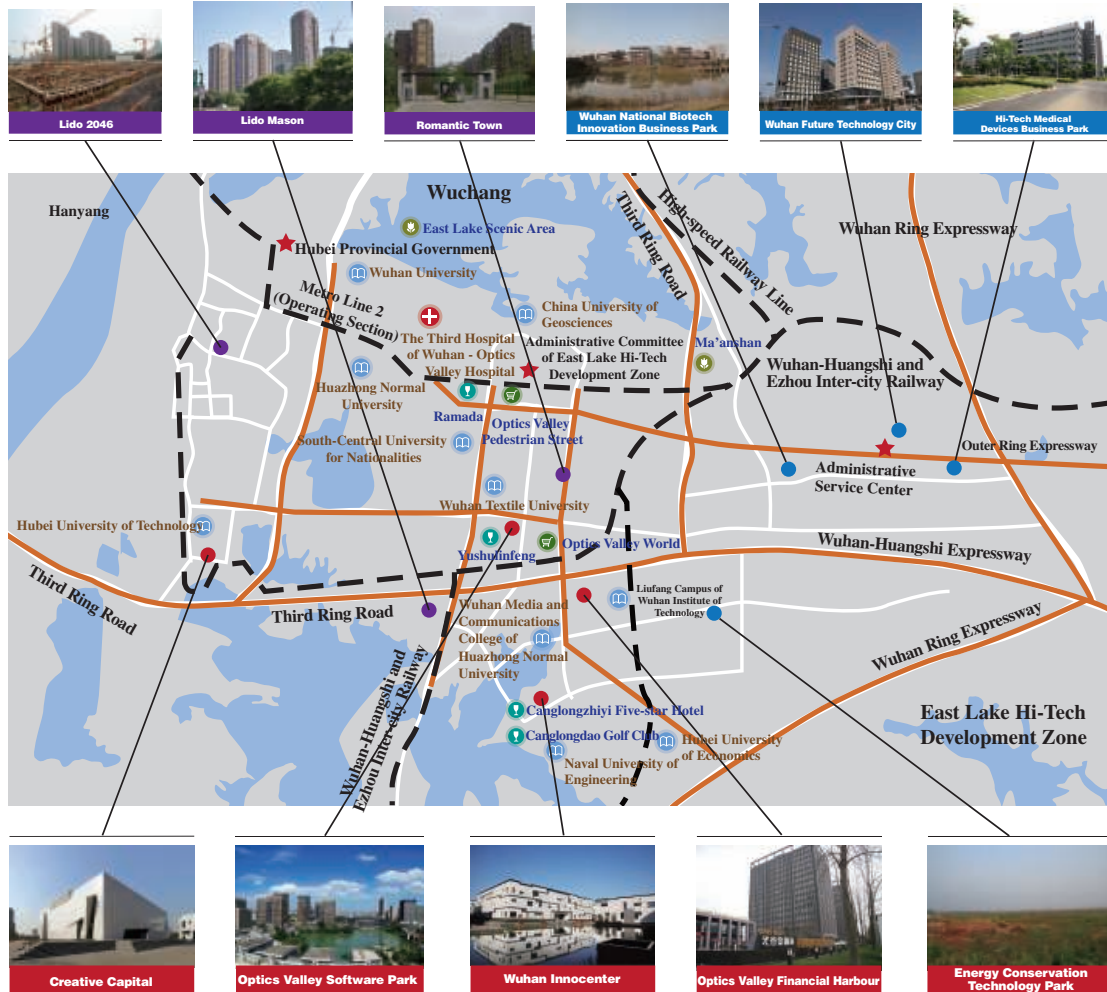 Lido 2046
Lido Mason
Romantic Town
Wuhan National Biotech
Innovation Business Park
Wuhan Future Technology City
Hi-Tech Medical
Devices Business Park
Wuchang
Hanyang
East Lake Scenic Area
Hubei Provincial Government
Wuhan University
Third Ring Road
High-speed Railway Line
Wuhan Ring Expressway
Metro Line 2
(Operating Section)
China University of
Geosciences
The Third Hospital
of Wuhan - Optics
Valley Hospital
Administrative Committee
of East Lake Hi-Tech
Development Zone
Ma'anshan
Wuhan-Huangshi and
Ezhou Inter-city Railway
Huazhong Normal
University
Ramada
Optics Valley
Pedestrian Street
South-Central University
for Nationalities
Outer Ring Expressway
Administrative
Service Center
Wuhan Textile University
Hubei University of Technology
Yushulinfeng
Optics Valley World
Wuhan-Huangshi Expressway
Third Ring Road
Third Ring Road
Wuhan Media and
Communications
College of
Huazhong Normal
University
Liufang Campus of
Wuhan Institute of
Technology
Wuhan Ring Expressway
Wuhan-Huangshi and
Ezhou Inter-city Railway
Canglongzhiyi Five-star Hotel
Canglongdao Golf Club
Hubei University
of Economics
Naval University of
Engineering
East Lake Hi-Tech
Development Zone
Creative Capital
Optics Valley Software Park
Wuhan Innocenter
Optics Valley Financial Harbour
Energy Conservation
Technology Park